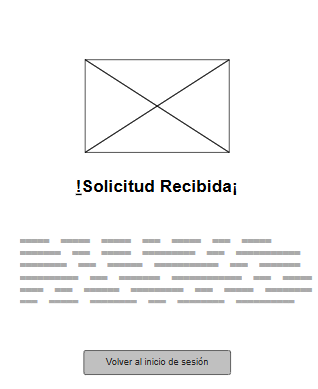 !Solicitud Recibida¡
Volver al inicio de sesión